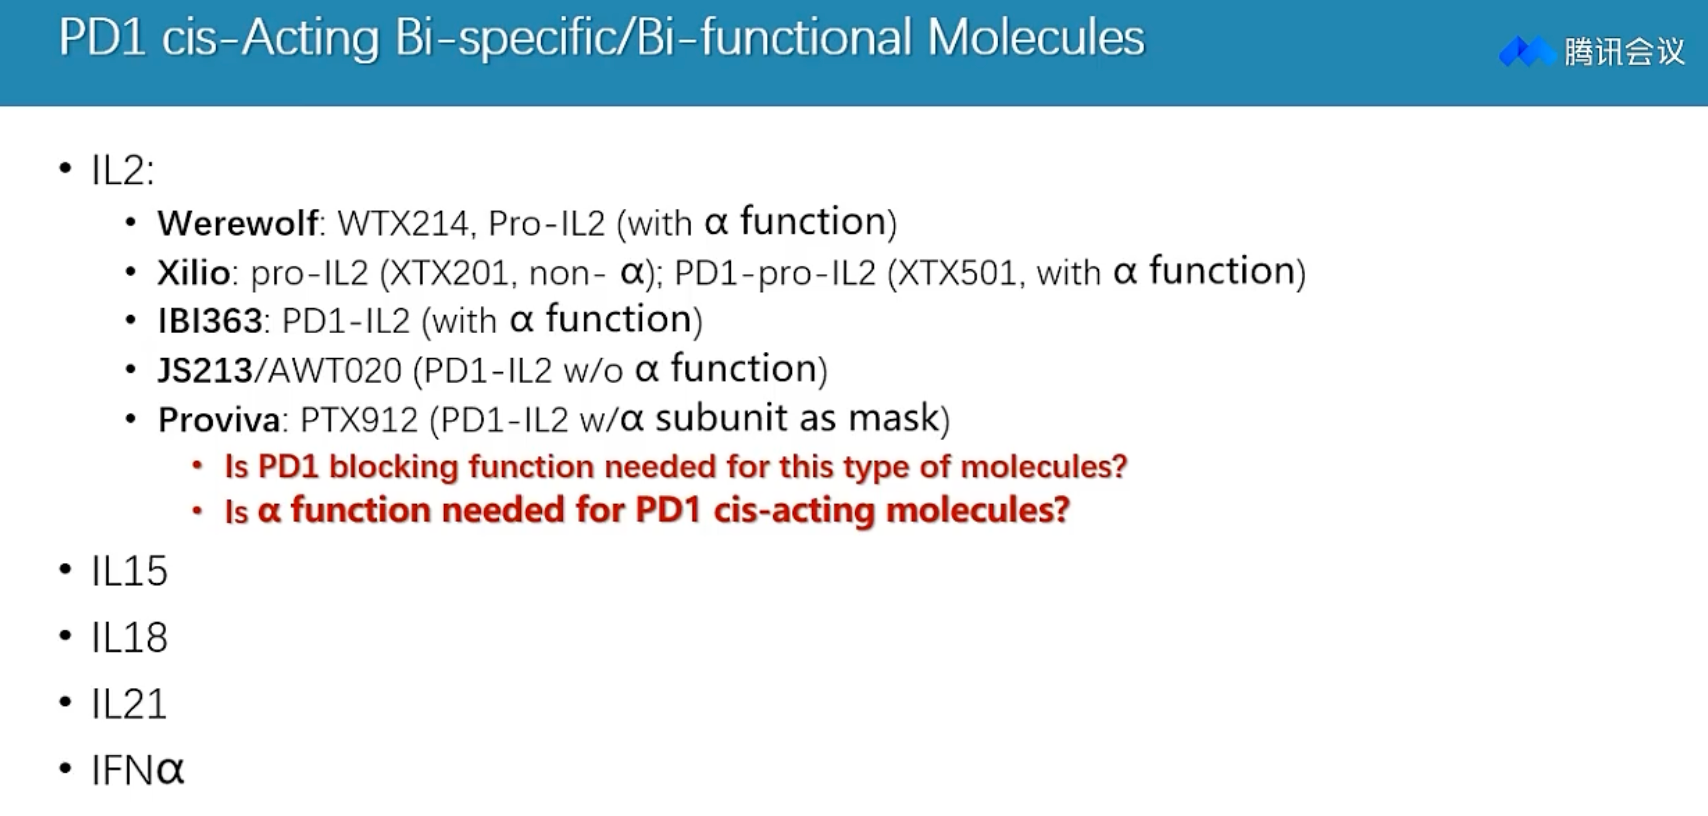 PD1 cis-Acting Bi-specific/Bi-functional Molecules
腾讯会议
• IL2:
• Werewolf: WTX214, Pro-IL2 (with α function)
• Xilio: pro-IL2 (XTX201, non- α); PD1-pro-IL2 (XTX501, with α function)
• IBI363: PD1-IL2 (with α function)
• JS213/AWT020 (PD1-IL2 w/o α function)
• Proviva: PTX912 (PD1-IL2 w/α subunit as mask)
• Is PD1 blocking function needed for this type of molecules?
• Is α function needed for PD1 cis-acting molecules?
• IL15
• IL18
• IL21
• IFNα